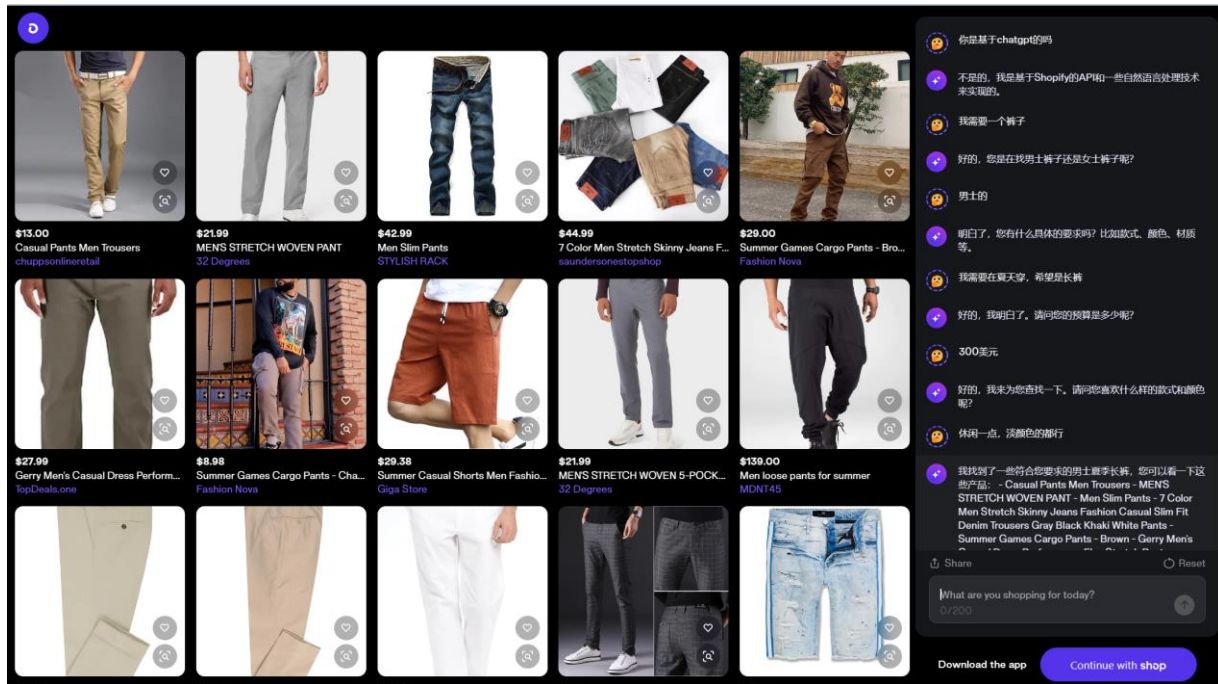 $13.00
Casual Pants Men Trousers
chuppsonlineretail
$21.99
MEN'S STRETCH WOVEN PANT
32 Degrees
$42.99
Men Slim Pants
STYLISH RACK
$44.99
7 Color Men Stretch Skinny Jeans F...
saundersonestopshop
$29.00
Summer Games Cargo Pants - Bro...
Fashion Nova
$27.99
Gerry Men's Casual Dress Perform...
TopDeals.one
$8.98
Summer Games Cargo Pants - Cha...
Fashion Nova
$29.38
Summer Casual Shorts Men Fashio...
Giga Store
$21.99
MEN'S STRETCH WOVEN 5-POCK...
32 Degrees
$139.00
Men loose pants for summer
MDNT45
你是基于chatgpt的吗
不是的，我是基于Shopify的API和一些自然语言处理技术
来实现的。
我需要一个裤子
好的，您是在找男士裤子还是女士裤子呢?
男士的
明白了，您有什么具体的要求吗？比如款式、颜色、材质
等。
我需要在夏天穿，希望是长裤
好的，我明白了。请问您的预算是多少呢?
300美元
好的，我来为您查找一下。请问您喜欢什么样的款式和颜色
呢?
休闲一点，淡颜色的都行
我找到了一些符合您要求的男士夏季长裤，您可以看一下这
些产品： - Casual Pants Men Trousers - MEN'S
STRETCH WOVEN PANT - Men Slim Pants - 7 Color
Men Stretch Skinny Jeans Fashion Casual Slim Fit
Denim Trousers Gray Black Khaki White Pants -
Summer Games Cargo Pants - Brown - Gerry Men's
Share
Reset
What are you shopping for today?
0/200
Download the app
Continue with shop